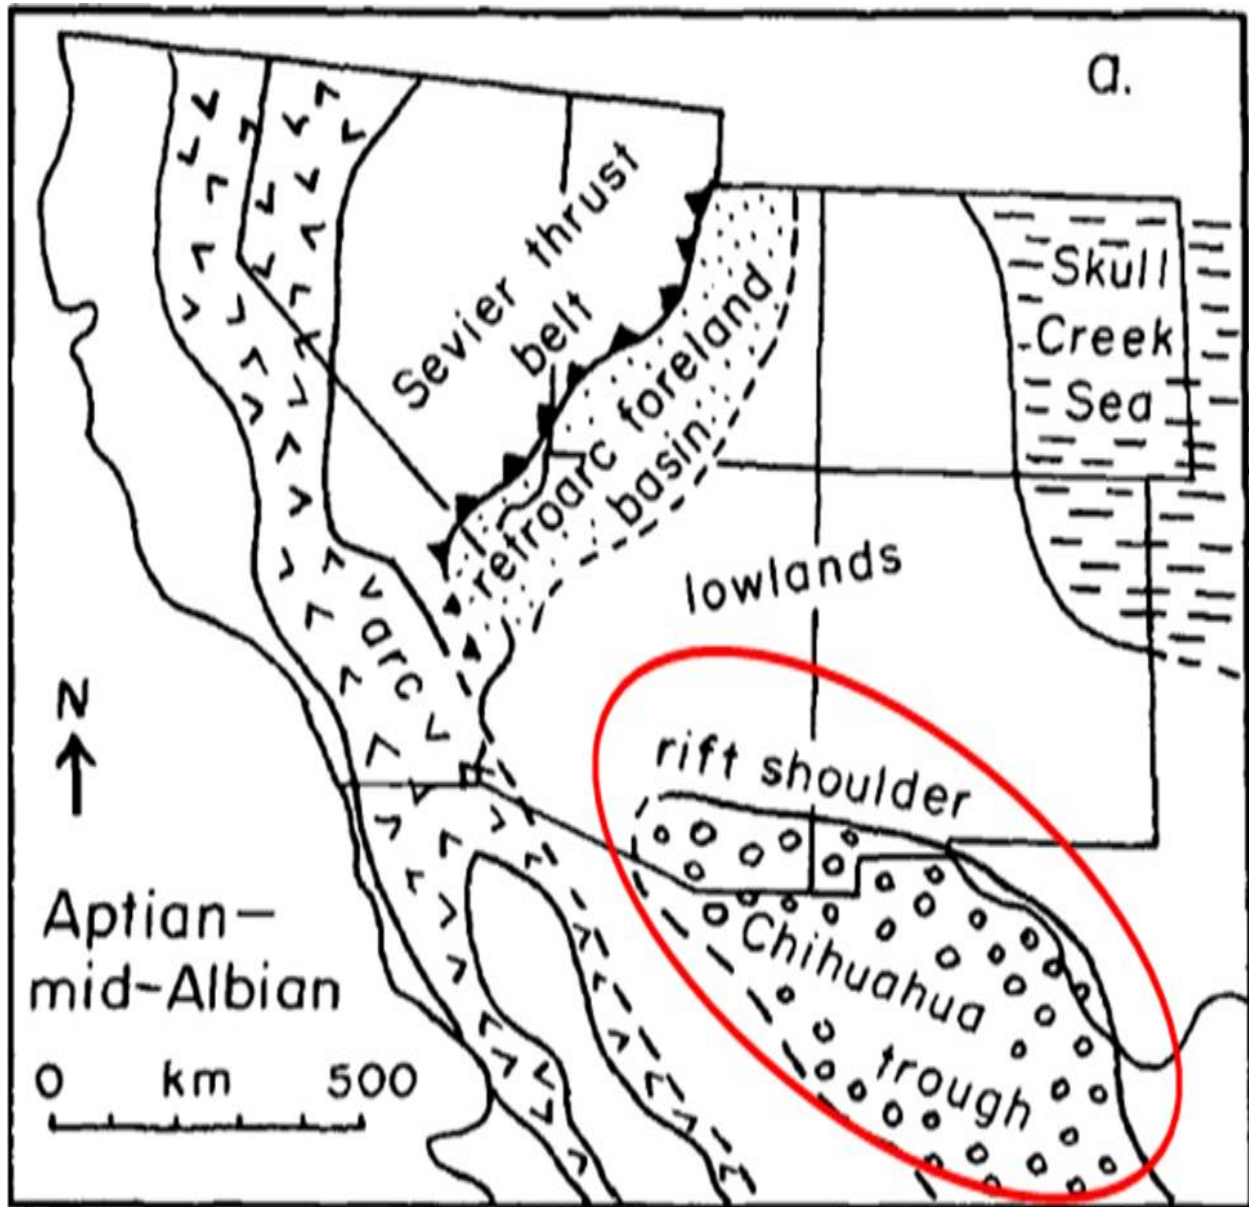 a.
Sevier thrust
belt
Skull
Creek
Sea
retroarc foreland
basin
lowlands
arc
N
rift shoulder
Chihuahua
trough
Aptian–
mid-Albian
0 km 500